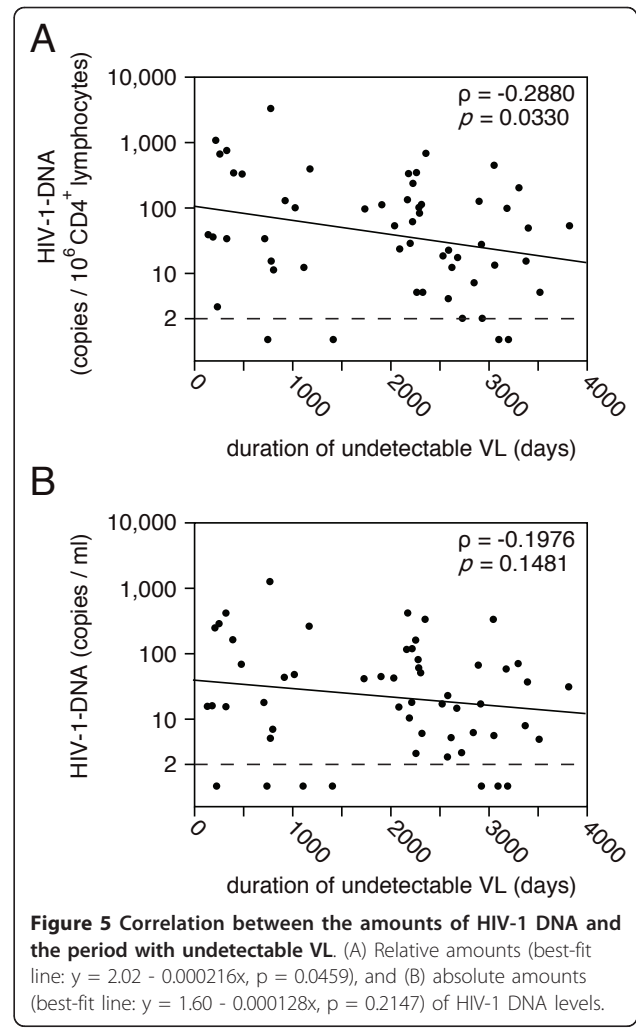 A
HIV-1-DNA
(copies / 10⁶ CD4⁺ lymphocytes)
10,000
1,000
100
10
2
ρ = -0.2880
p = 0.0330
0
1000
2000
3000
4000
duration of undetectable VL (days)
B
HIV-1-DNA (copies / ml)
10,000
1,000
100
10
2
ρ = -0.1976
p = 0.1481
0
1000
2000
3000
4000
duration of undetectable VL (days)
Figure 5 Correlation between the amounts of HIV-1 DNA and
the period with undetectable VL. (A) Relative amounts (best-fit
line: y = 2.02 - 0.000216x, p = 0.0459), and (B) absolute amounts
(best-fit line: y = 1.60 - 0.000128x, p = 0.2147) of HIV-1 DNA levels.